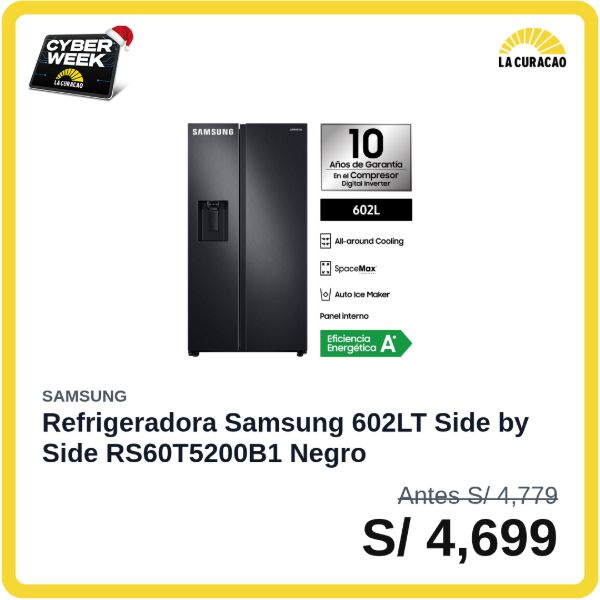 CYBER
WEEK
LA CURACAO
LA CURACAO
SAMSUNG
10
Años de Garantía
En el Compresor
Digital Inverter
602L
All-around Cooling
SpaceMax
Auto Ice Maker
Panel interno
Eficiencia
Energética A
SAMSUNG
Refrigeradora Samsung 602LT Side by
Side RS60T5200B1 Negro
Antes S/ 4,779
S/ 4,699